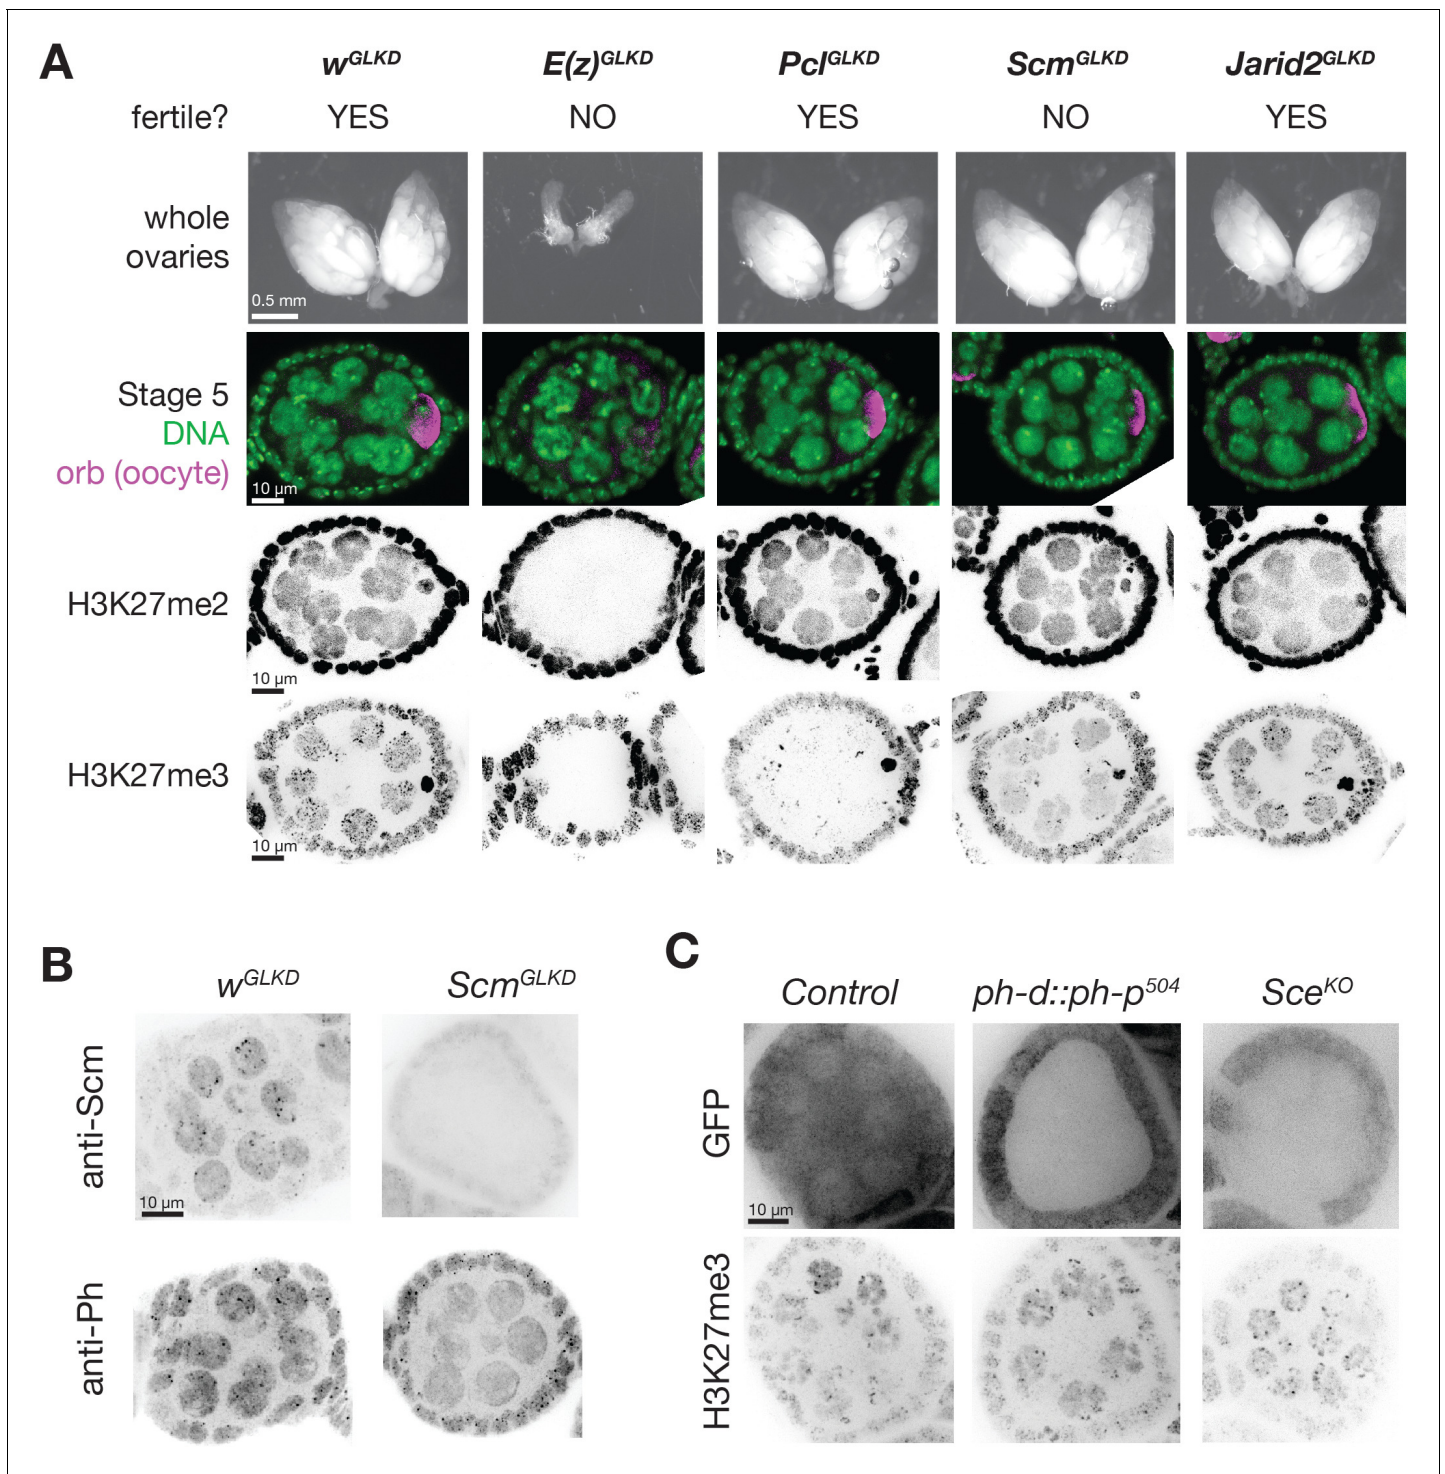 A
w^GLKD E(z)^GLKD Pcl^GLKD Scm^GLKD Jarid2^GLKD
fertile? YES NO YES NO YES
whole
ovaries
0.5 mm
Stage 5
DNA
orb (oocyte)
10 µm
H3K27me2
10 µm
H3K27me3
10 µm
B
w^GLKD Scm^GLKD
anti-Scm
10 µm
anti-Ph
C
Control ph-d::ph-p^504 Sce^KO
GFP
10 µm
H3K27me3